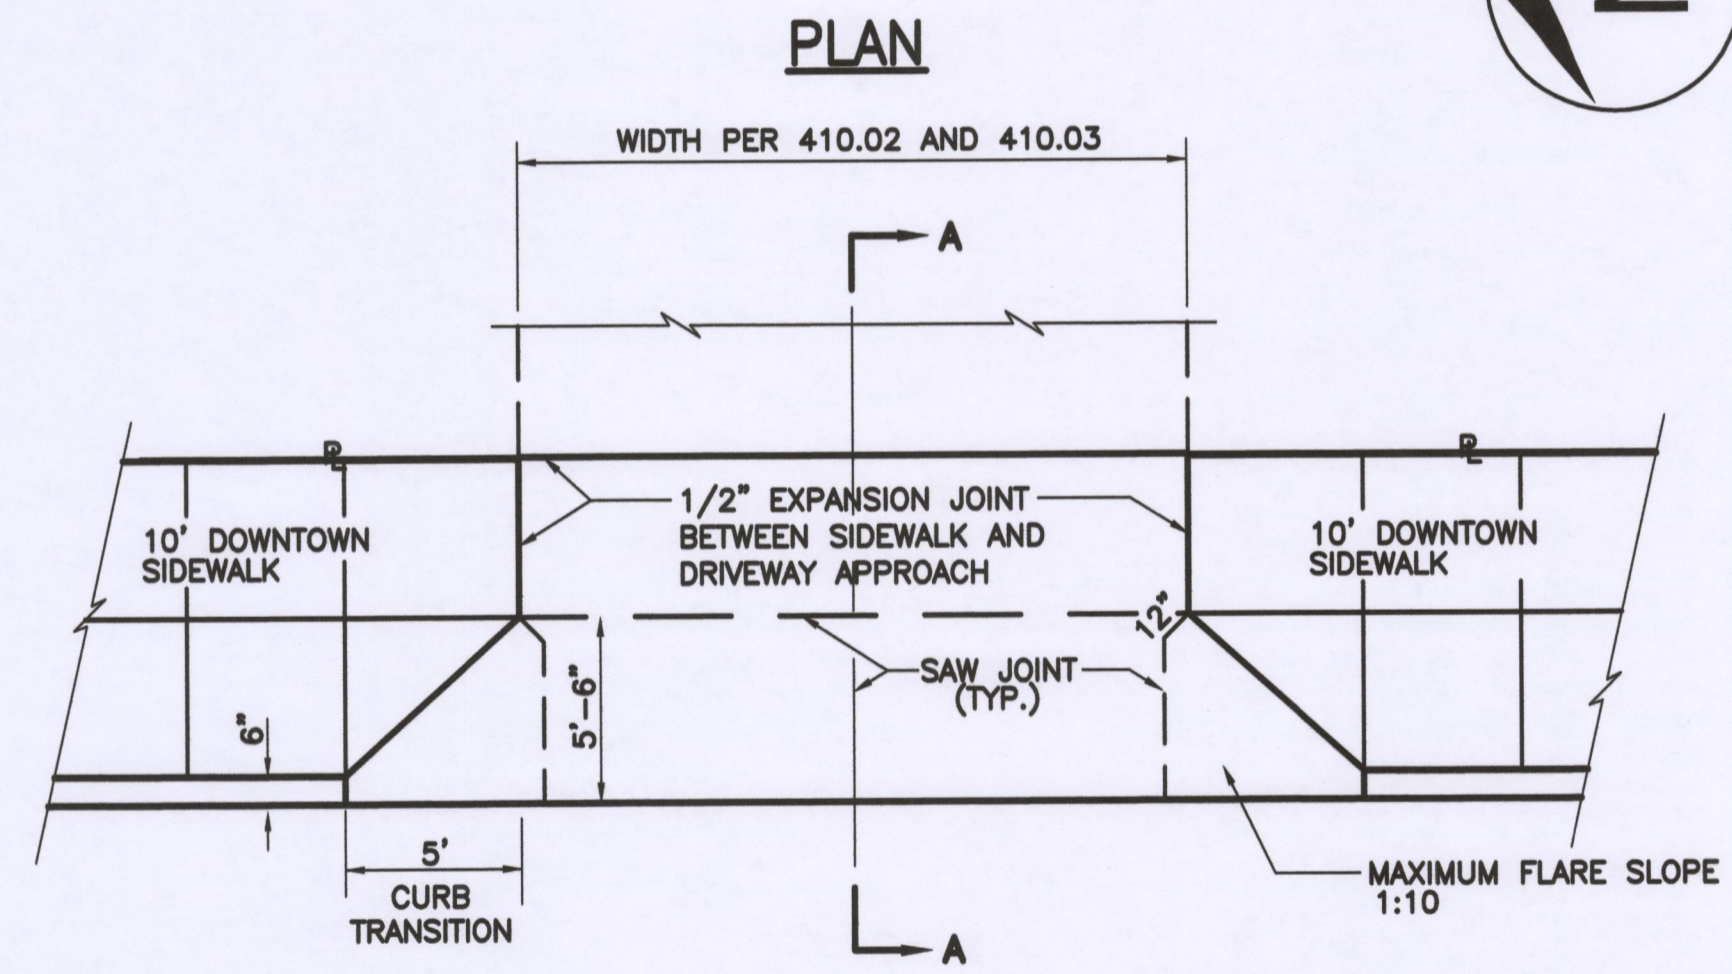 PLAN
WIDTH PER 410.02 AND 410.03
A
PL
PL
1/2" EXPANSION JOINT
BETWEEN SIDEWALK AND
DRIVEWAY APPROACH
10' DOWNTOWN
SIDEWALK
10' DOWNTOWN
SIDEWALK
12"
SAW JOINT
(TYP.)
5'-6"
6"
5'
CURB
TRANSITION
MAXIMUM FLARE SLOPE
1:10
A